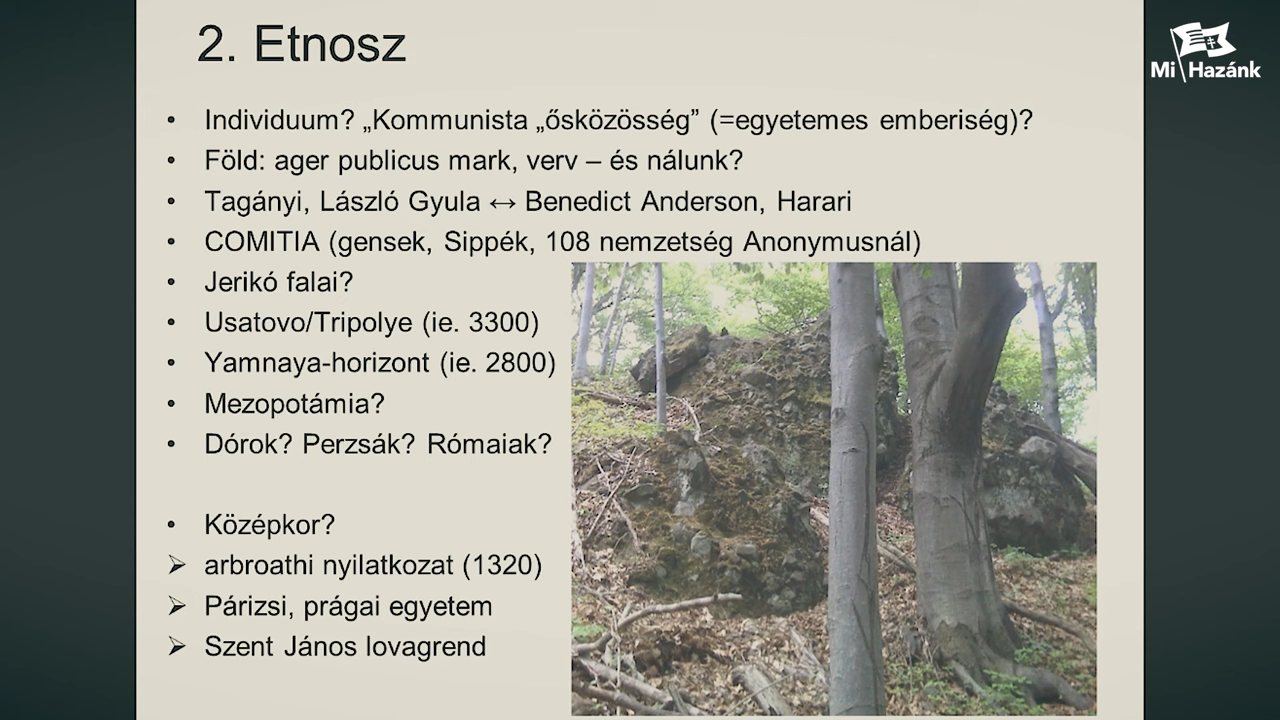 2. Etnosz
Mi Hazánk
• Individuum? „Kommunista „ősközösség” (=egyetemes emberiség)?
• Föld: ager publicus mark, verv – és nálunk?
• Tagányi, László Gyula ↔ Benedict Anderson, Harari
• COMITIA (gensek, Sippék, 108 nemzetség Anonymusnál)
• Jerikó falai?
• Usatovo/Tripolye (ie. 3300)
• Yamnaya-horizont (ie. 2800)
• Mezopotámia?
• Dórok? Perzsák? Rómaiak?
• Középkor?
➢ arbroathi nyilatkozat (1320)
➢ Párizsi, prágai egyetem
➢ Szent János lovagrend